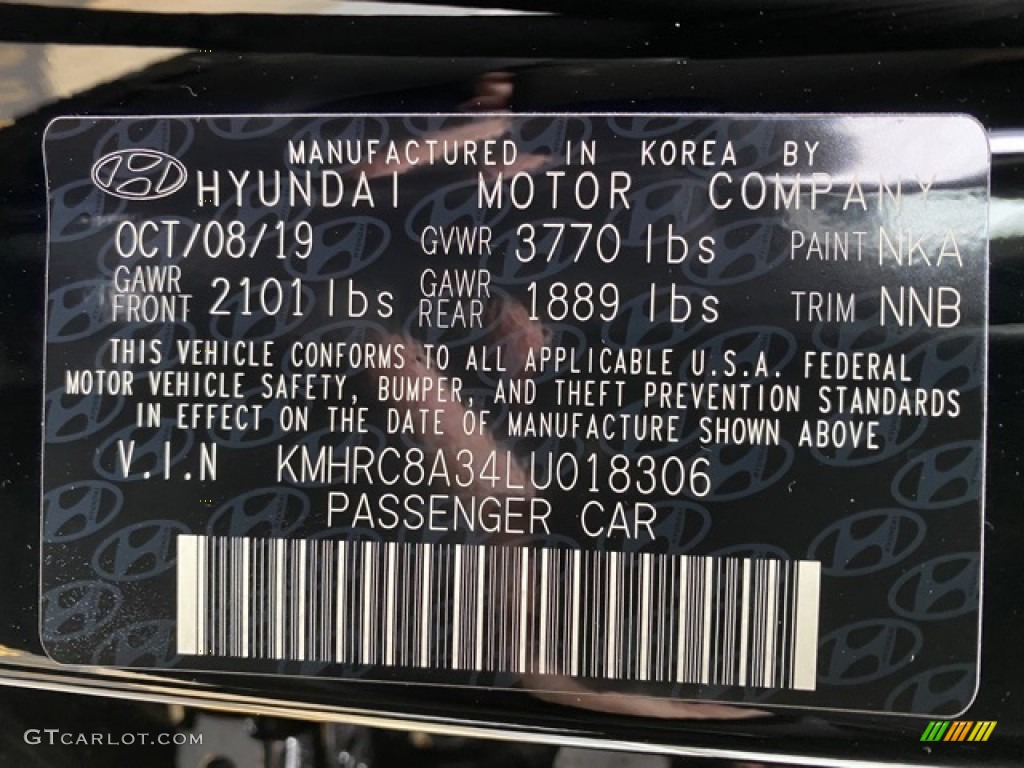 MANUFACTURED IN KOREA BY
HYUNDAI MOTOR COMPANY
OCT/08/19 GVWR 3770 lbs PAINT NKA
GAWR FRONT 2101 lbs GAWR REAR 1889 lbs TRIM NNB
THIS VEHICLE CONFORMS TO ALL APPLICABLE U.S.A. FEDERAL
MOTOR VEHICLE SAFETY, BUMPER, AND THEFT PREVENTION STANDARDS
IN EFFECT ON THE DATE OF MANUFACTURE SHOWN ABOVE
V.I.N KMHRC8A34LU018306
PASSENGER CAR
GTCARLOT.COM